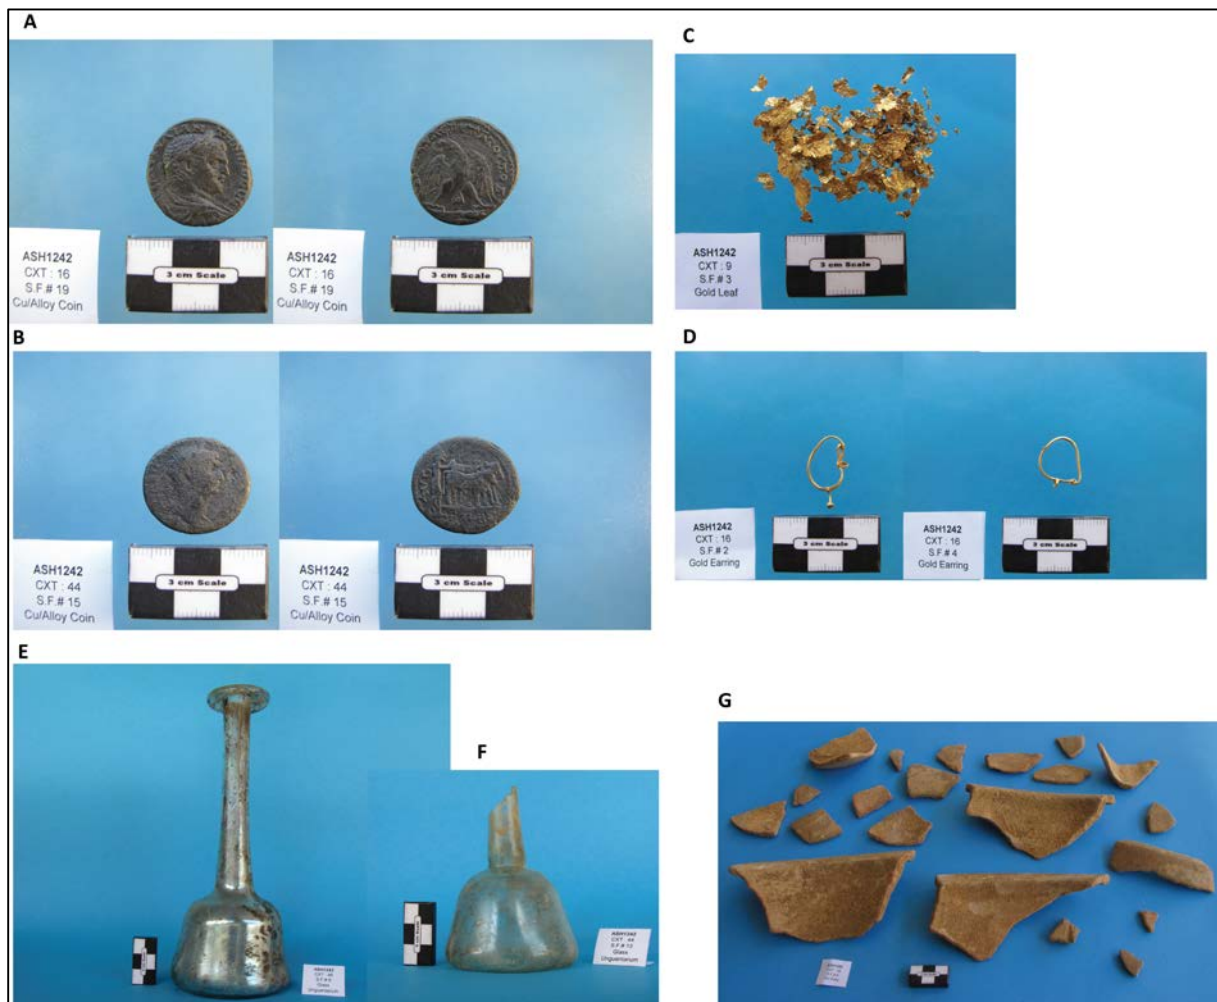 A
ASH1242
CXT : 16
S.F.# 19
Cu/Alloy Coin
3 cm Scale
ASH1242
CXT : 16
S.F.# 19
Cu/Alloy Coin
3 cm Scale
B
ASH1242
CXT : 44
S.F.# 15
Cu/Alloy Coin
3 cm Scale
ASH1242
CXT : 44
S.F.# 15
Cu/Alloy Coin
3 cm Scale
C
ASH1242
CXT : 9
S.F.# 3
Gold Leaf
3 cm Scale
D
ASH1242
CXT : 16
S.F.# 2
Gold Earring
3 cm Scale
ASH1242
CXT : 16
S.F.# 4
Gold Earring
3 cm Scale
E
ASH1242
Glass
Unguentarium
F
ASH1242
CXT : 44
Glass
Unguentarium
G